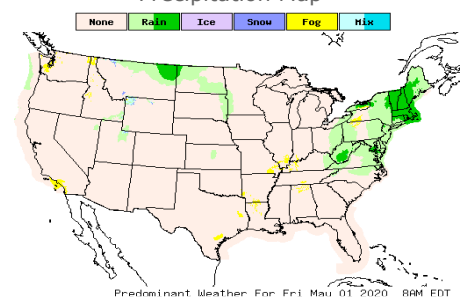 Precipitation Map
None Rain Ice Snow Fog Mix
Predominant Weather For Fri May 01 2020 8AM EDT